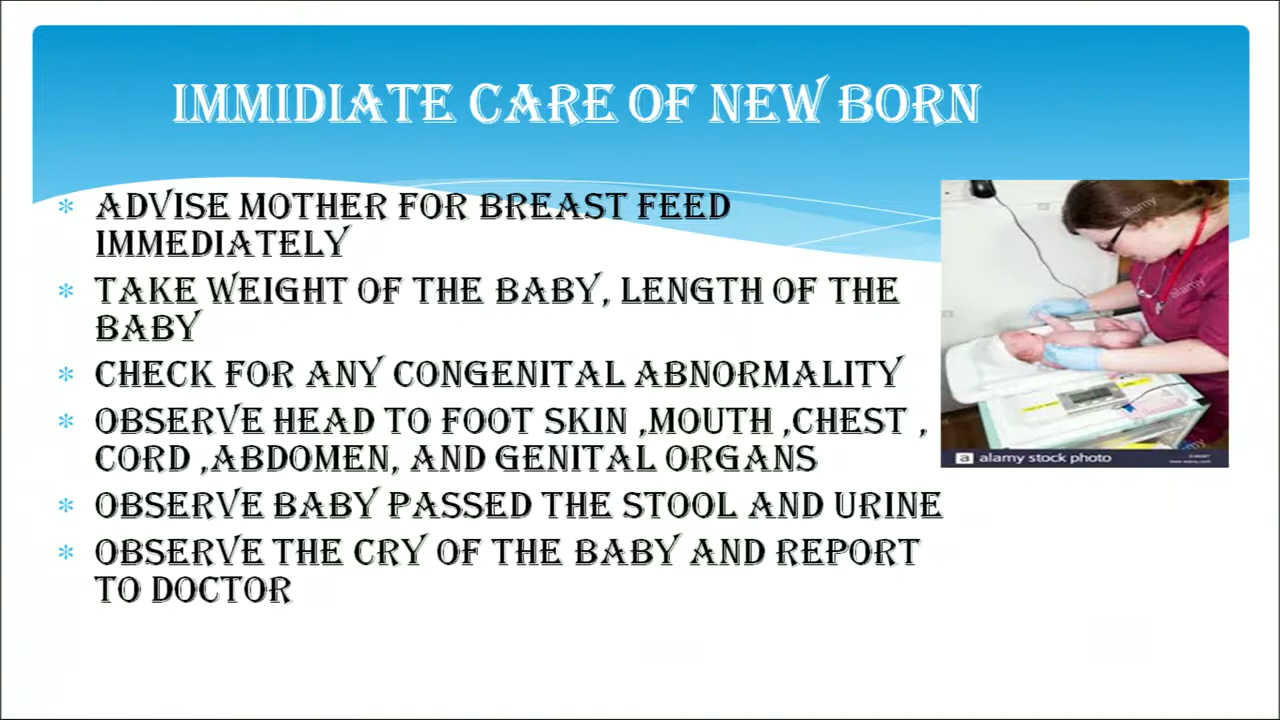 IMMIDIATE CARE OF NEW BORN
* ADVISE MOTHER FOR BREAST FEED
IMMEDIATELY
* TAKE WEIGHT OF THE BABY, LENGTH OF THE
BABY
* CHECK FOR ANY CONGENITAL ABNORMALITY
* OBSERVE HEAD TO FOOT SKIN ,MOUTH ,CHEST ,
CORD ,ABDOMEN, AND GENITAL ORGANS
* OBSERVE BABY PASSED THE STOOL AND URINE
* OBSERVE THE CRY OF THE BABY AND REPORT
TO DOCTOR
alamy
alamy
a alamy stock photo